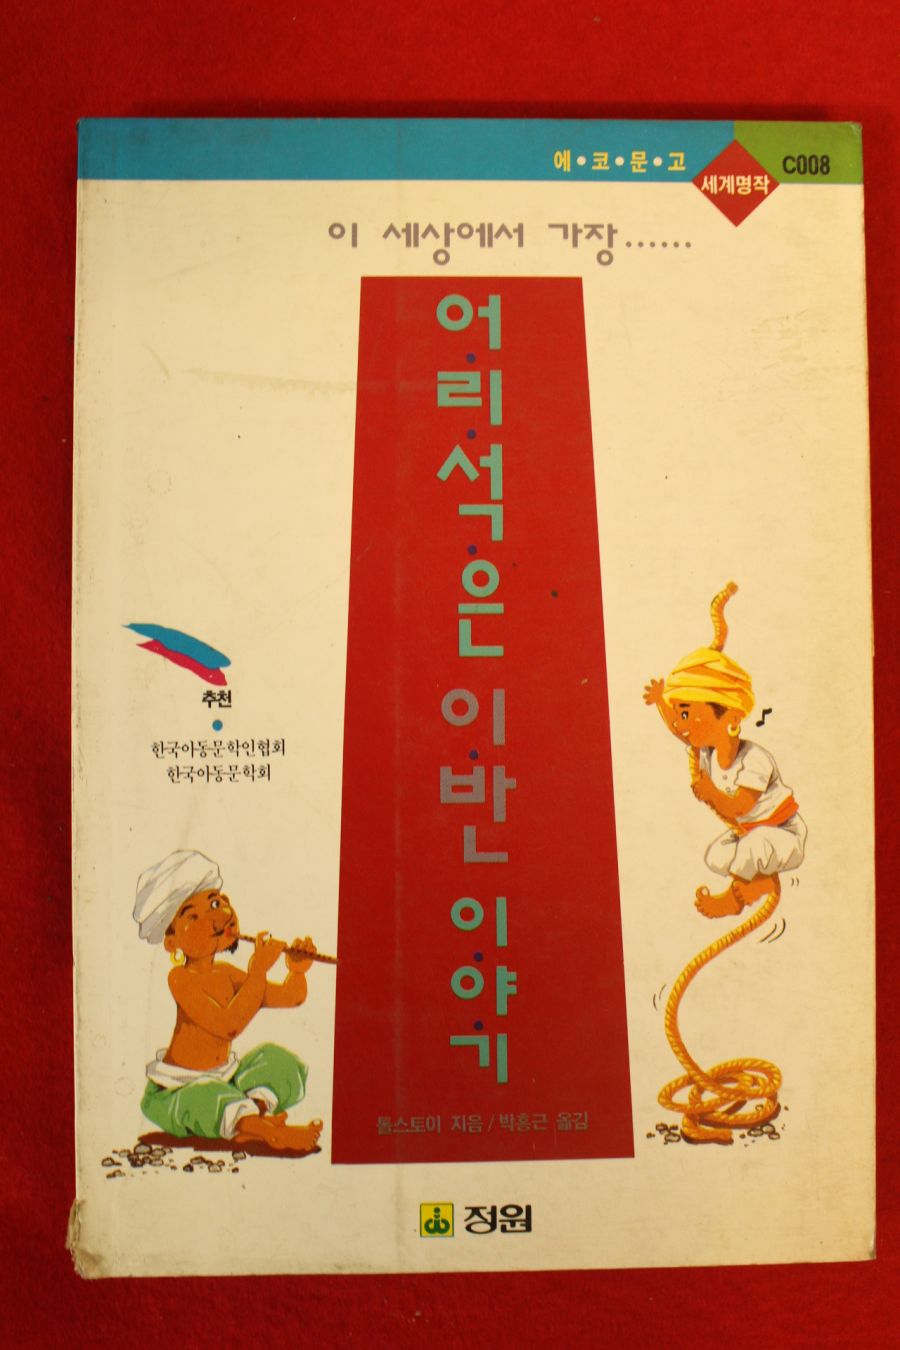 에•코•문•고
세계명작
C008
이 세상에서 가장......
어리석은 이반 이야기
추천
한국아동문학인협회
한국아동문학회
톨스토이 지음/박홍근 옮김
정원